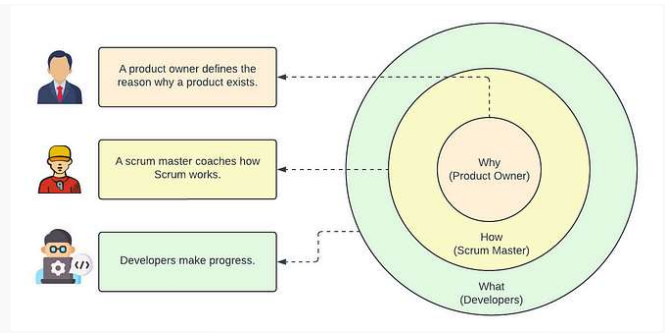 A product owner defines the
reason why a product exists.
A scrum master coaches how
Scrum works.
Developers make progress.
</>
Why
(Product Owner)
How
(Scrum Master)
What
(Developers)